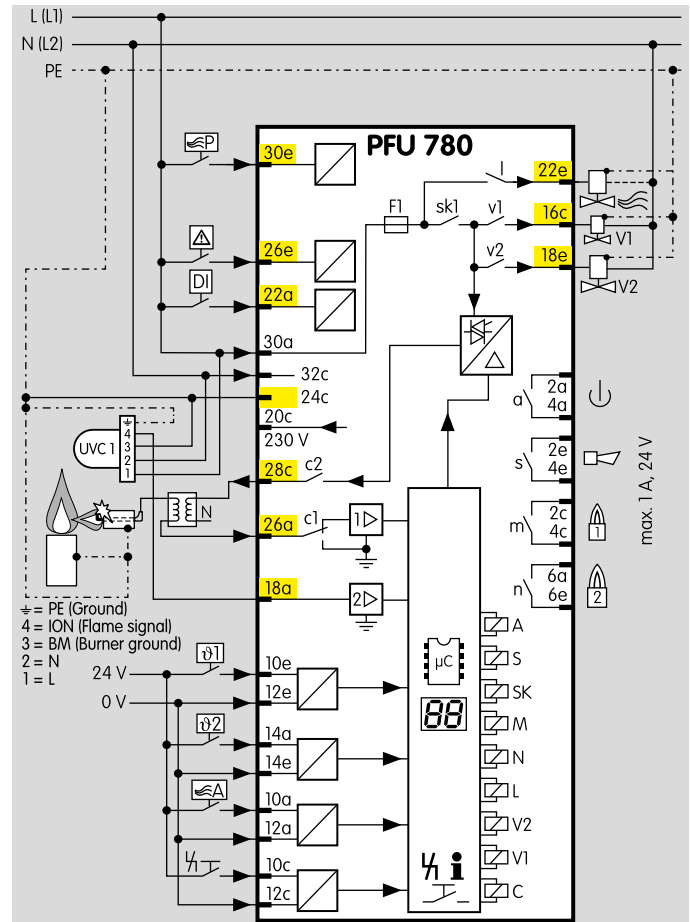 L (L1)
N (L2)
PE
PFU 780
P
30e
22e
F1
sk1
l
v1
16c
V1
26e
v2
18e
V2
DI
22a
30a
32c
24c
20c
230 V
a
2a
4a
UVC 1
4
3
2
1
28c
c2
s
2e
4e
max. 1 A, 24 V
N
26a
c1
1
m
2c
4c
1
18a
2
n
6a
6e
2
= PE (Ground)
4 = ION (Flame signal)
3 = BM (Burner ground)
2 = N
1 = L
24 V
0 V
ϑ1
10e
12e
ϑ2
14a
14e
A
10a
12a
10c
12c
µC
88
i
A
S
SK
M
N
L
V2
V1
C